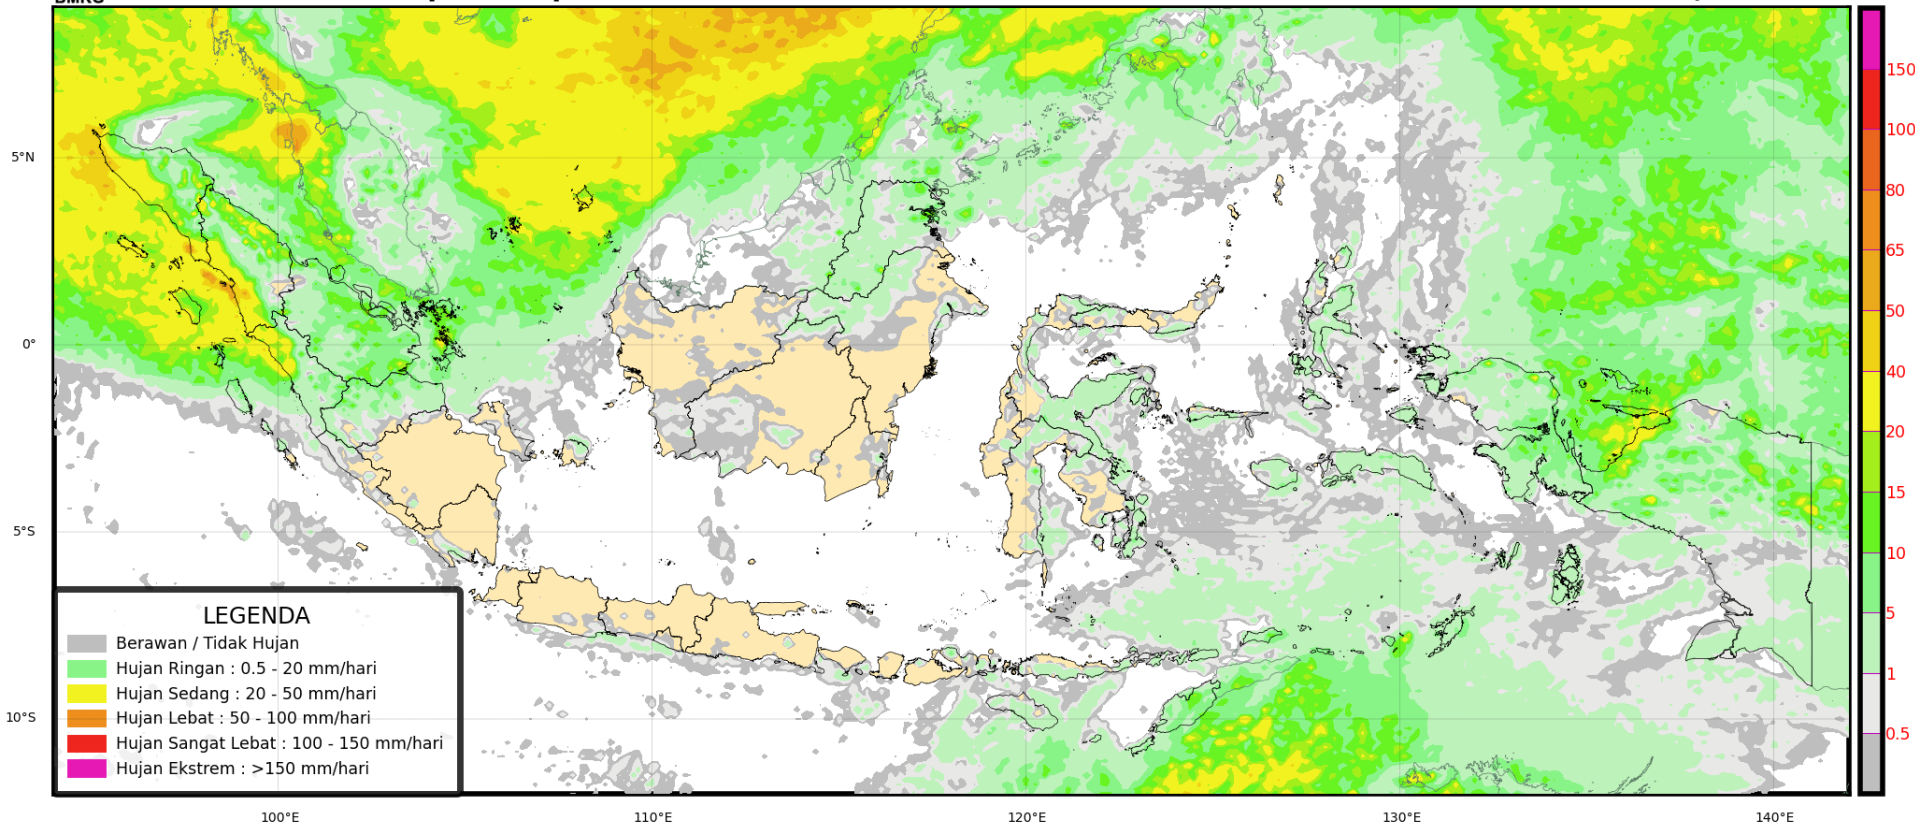 BMKG
5°N
0°
5°S
10°S
LEGENDA
Berawan / Tidak Hujan
Hujan Ringan : 0.5 - 20 mm/hari
Hujan Sedang : 20 - 50 mm/hari
Hujan Lebat : 50 - 100 mm/hari
Hujan Sangat Lebat : 100 - 150 mm/hari
Hujan Ekstrem : >150 mm/hari
100°E
110°E
120°E
130°E
140°E
150
100
80
65
50
40
20
15
10
5
1
0.5